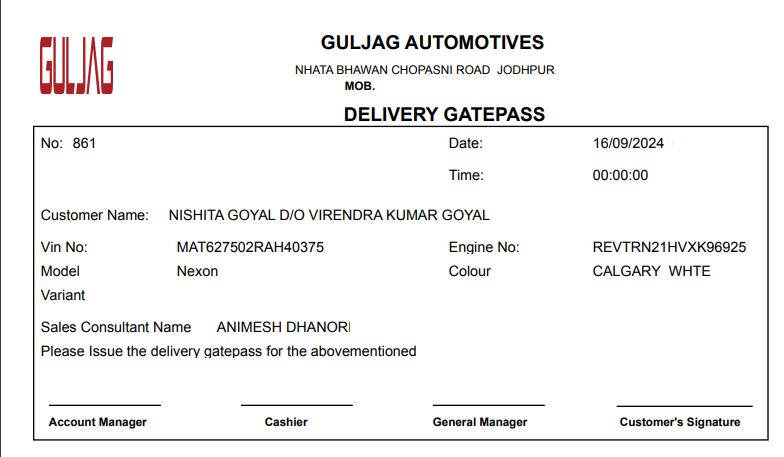 GULJAG
GULJAG AUTOMOTIVES
NHATA BHAWAN CHOPASNI ROAD JODHPUR
MOB.
DELIVERY GATEPASS
No: 861 Date: 16/09/2024
Time: 00:00:00
Customer Name: NISHITA GOYAL D/O VIRENDRA KUMAR GOYAL
Vin No: MAT627502RAH40375 Engine No: REVTRN21HVXK96925
Model Nexon Colour CALGARY WHTE
Variant
Sales Consultant Name ANIMESH DHANORI
Please Issue the delivery gatepass for the abovementioned
Account Manager Cashier General Manager Customer's Signature